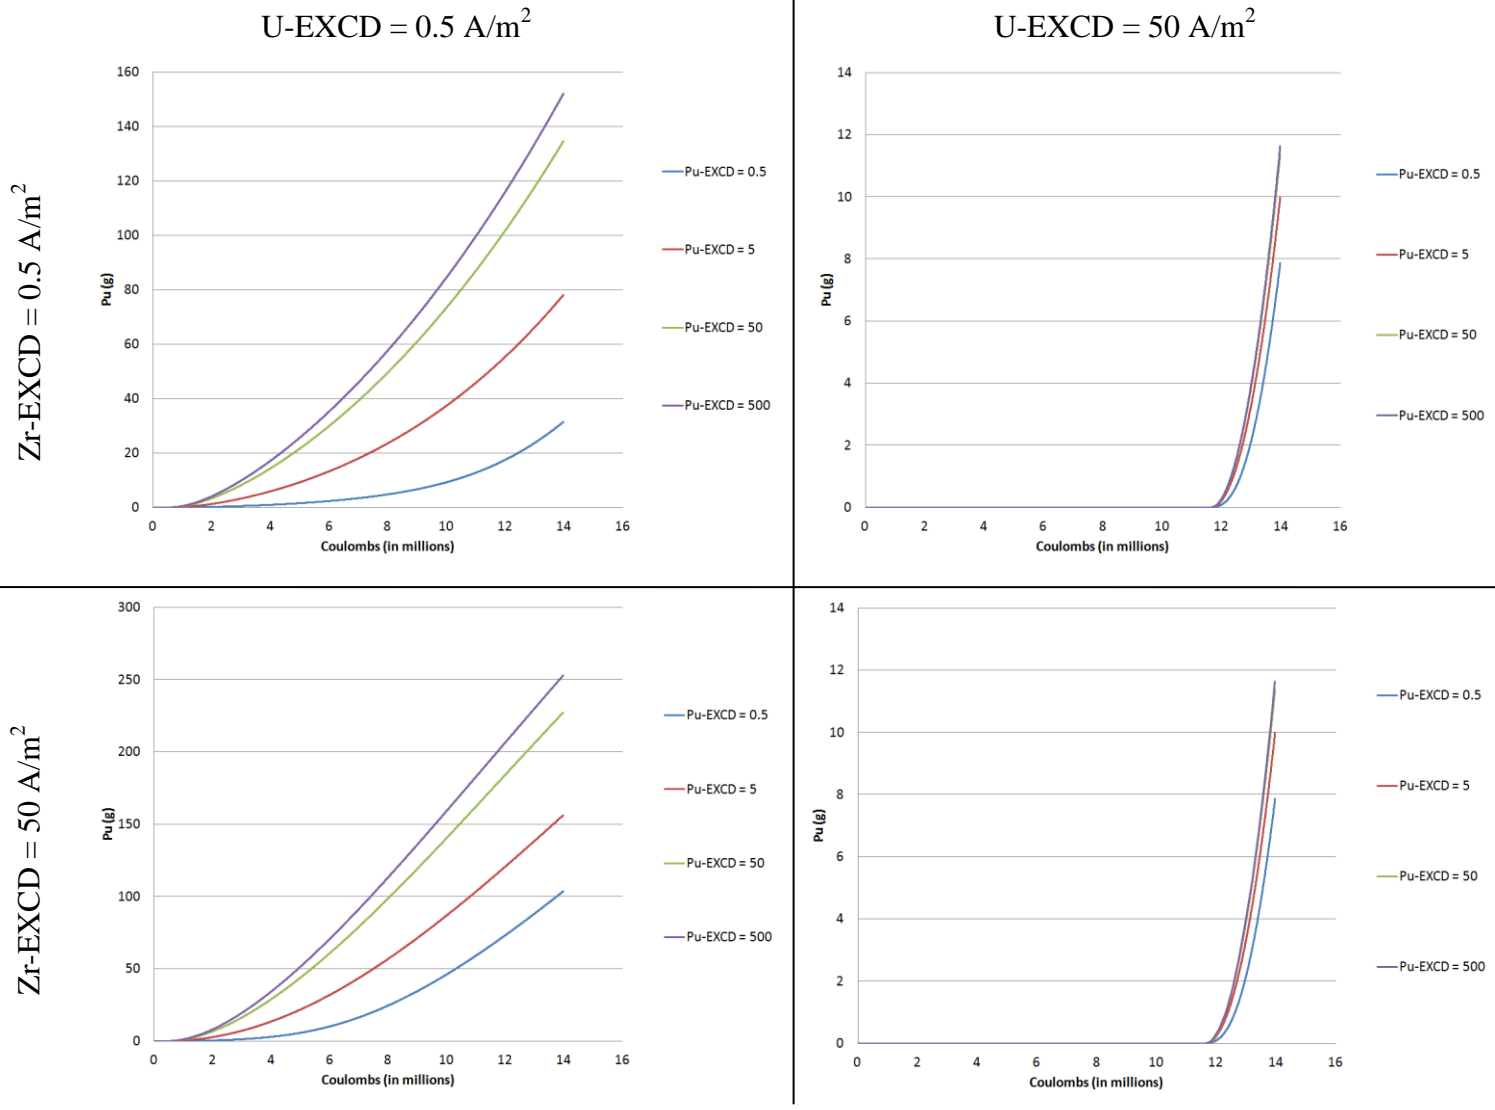 U-EXCD = 0.5 A/m²
U-EXCD = 50 A/m²
Zr-EXCD = 0.5 A/m²
160
140
120
100
80
60
40
20
0
Pu (g)
0 2 4 6 8 10 12 14 16
Coulombs (in millions)
Pu-EXCD = 0.5
Pu-EXCD = 5
Pu-EXCD = 50
Pu-EXCD = 500
14
12
10
8
6
4
2
0
Pu (g)
0 2 4 6 8 10 12 14 16
Coulombs (in millions)
Pu-EXCD = 0.5
Pu-EXCD = 5
Pu-EXCD = 50
Pu-EXCD = 500
Zr-EXCD = 50 A/m²
300
250
200
150
100
50
0
Pu (g)
0 2 4 6 8 10 12 14 16
Coulombs (in millions)
Pu-EXCD = 0.5
Pu-EXCD = 5
Pu-EXCD = 50
Pu-EXCD = 500
14
12
10
8
6
4
2
0
Pu (g)
0 2 4 6 8 10 12 14 16
Coulombs (in millions)
Pu-EXCD = 0.5
Pu-EXCD = 5
Pu-EXCD = 50
Pu-EXCD = 500